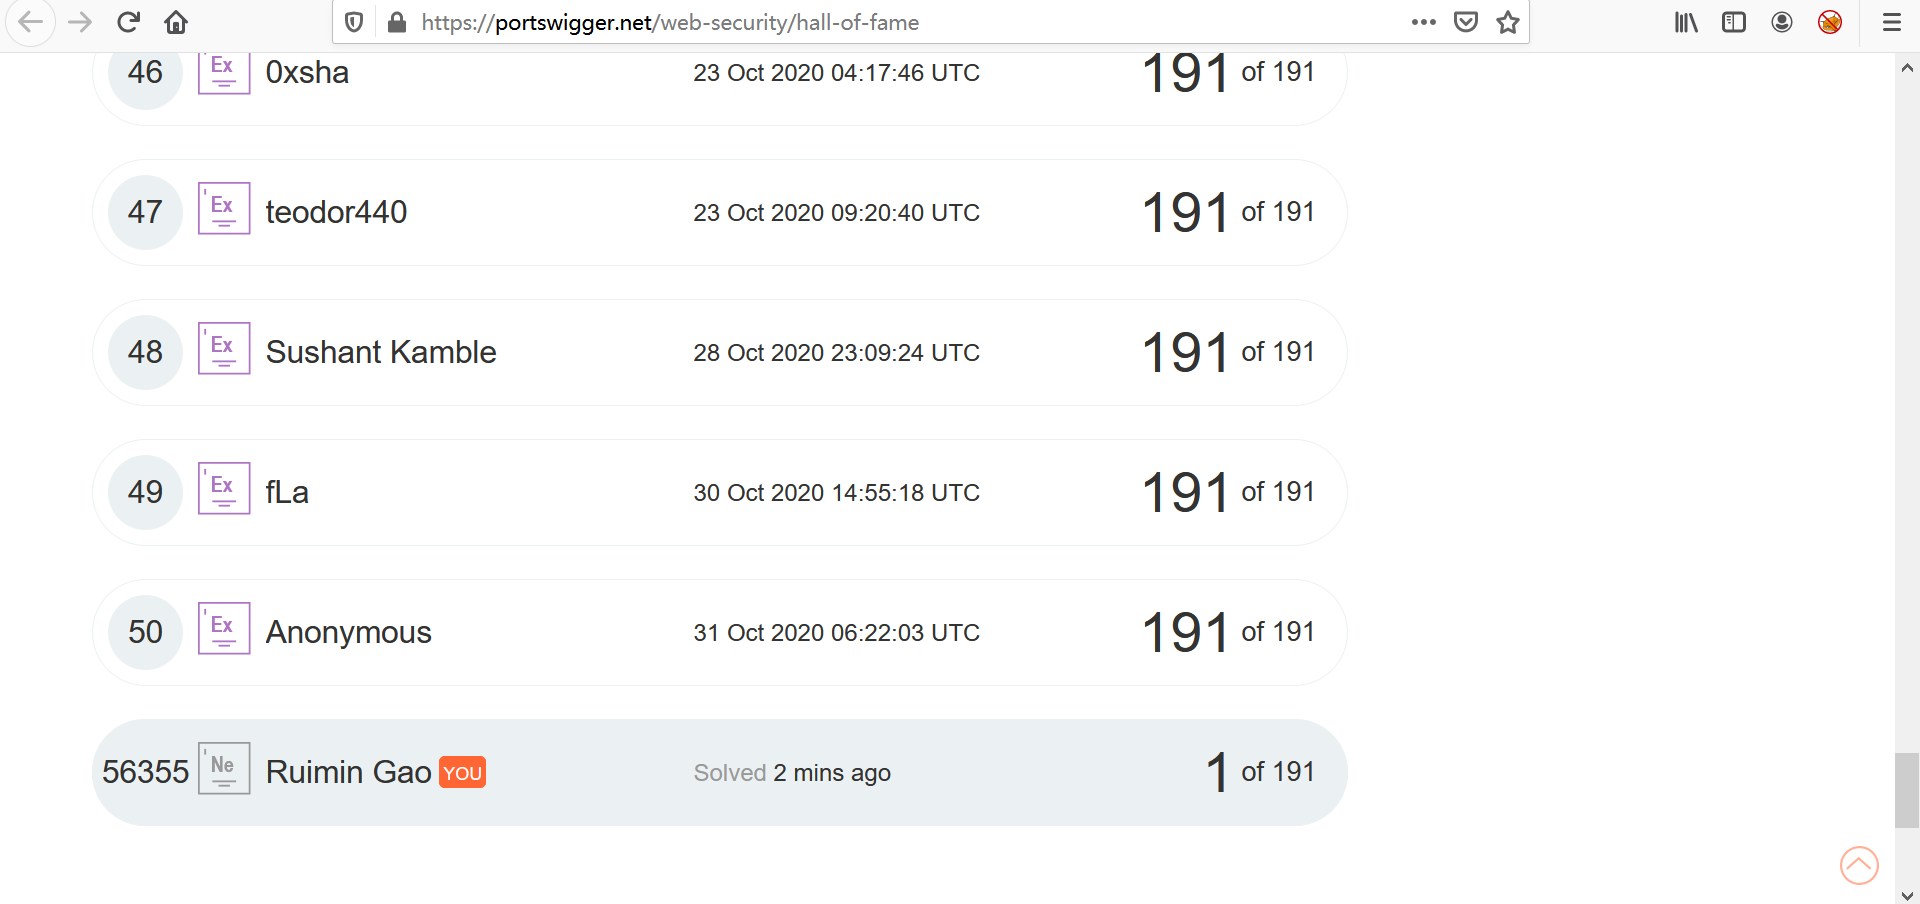 https://portswigger.net/web-security/hall-of-fame
46 Ex 0xsha 23 Oct 2020 04:17:46 UTC 191 of 191
47 Ex teodor440 23 Oct 2020 09:20:40 UTC 191 of 191
48 Ex Sushant Kamble 28 Oct 2020 23:09:24 UTC 191 of 191
49 Ex fLa 30 Oct 2020 14:55:18 UTC 191 of 191
50 Ex Anonymous 31 Oct 2020 06:22:03 UTC 191 of 191
56355 Ne Ruimin Gao YOU Solved 2 mins ago 1 of 191